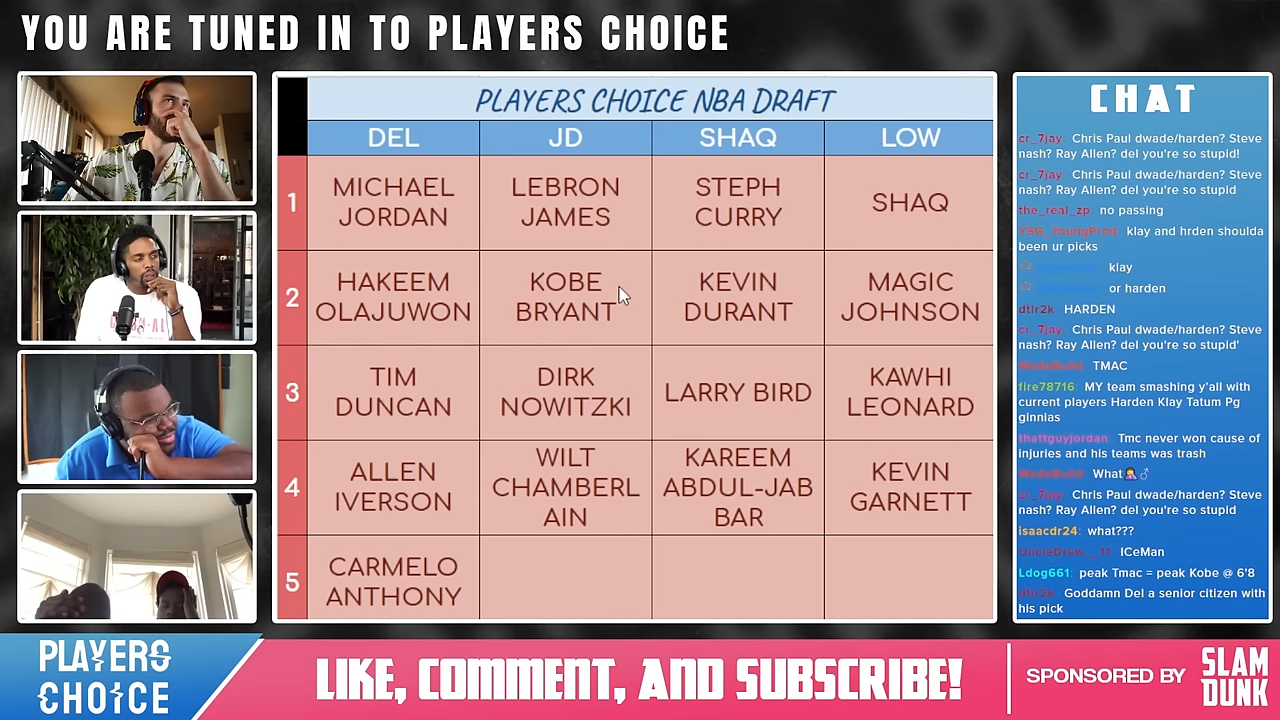 YOU ARE TUNED IN TO PLAYERS CHOICE
PLAYERS CHOICE NBA DRAFT
DEL JD SHAQ LOW
1
MICHAEL
JORDAN
LEBRON
JAMES
STEPH
CURRY
SHAQ
2
HAKEEM
OLAJUWON
KOBE
BRYANT
KEVIN
DURANT
MAGIC
JOHNSON
3
TIM
DUNCAN
DIRK
NOWITZKI
LARRY BIRD
KAWHI
LEONARD
4
ALLEN
IVERSON
WILT
CHAMBERL
AIN
KAREEM
ABDUL-JAB
BAR
KEVIN
GARNETT
5
CARMELO
ANTHONY
CHAT
cr_7jay Chris Paul dwade/harden? Steve
nash? Ray Allen? del you're so stupid!
cr_7jay: Chris Paul dwade/harden? Steve
nash? Ray Allen? del you're so stupid
the_real_zp no passing
YSG_YoungProd klay and hrden shoulda
been ur picks
klay
or harden
dtlr2k HARDEN
cr_7jay: Chris Paul dwade/harden? Steve
nash? Ray Allen? del you're so stupid'
TMAC
fire78716: MY team smashing y'all with
current players Harden Klay Tatum Pg
ginnias
thattguyjordan Tmc never won cause of
injuries and his teams was trash
What🤦♂
cr_7jay: Chris Paul dwade/harden? Steve
nash? Ray Allen? del you're so stupid
isaacdr24: what???
UncleDrew__11 ICeMan
Ldog661: peak Tmac = peak Kobe @ 6'8
dtlr2k Goddamn Del a senior citizen with
his pick
PLAYERS
CHOICE
LIKE, COMMENT, AND SUBSCRIBE!
SPONSORED BY
SLAM
DUNK